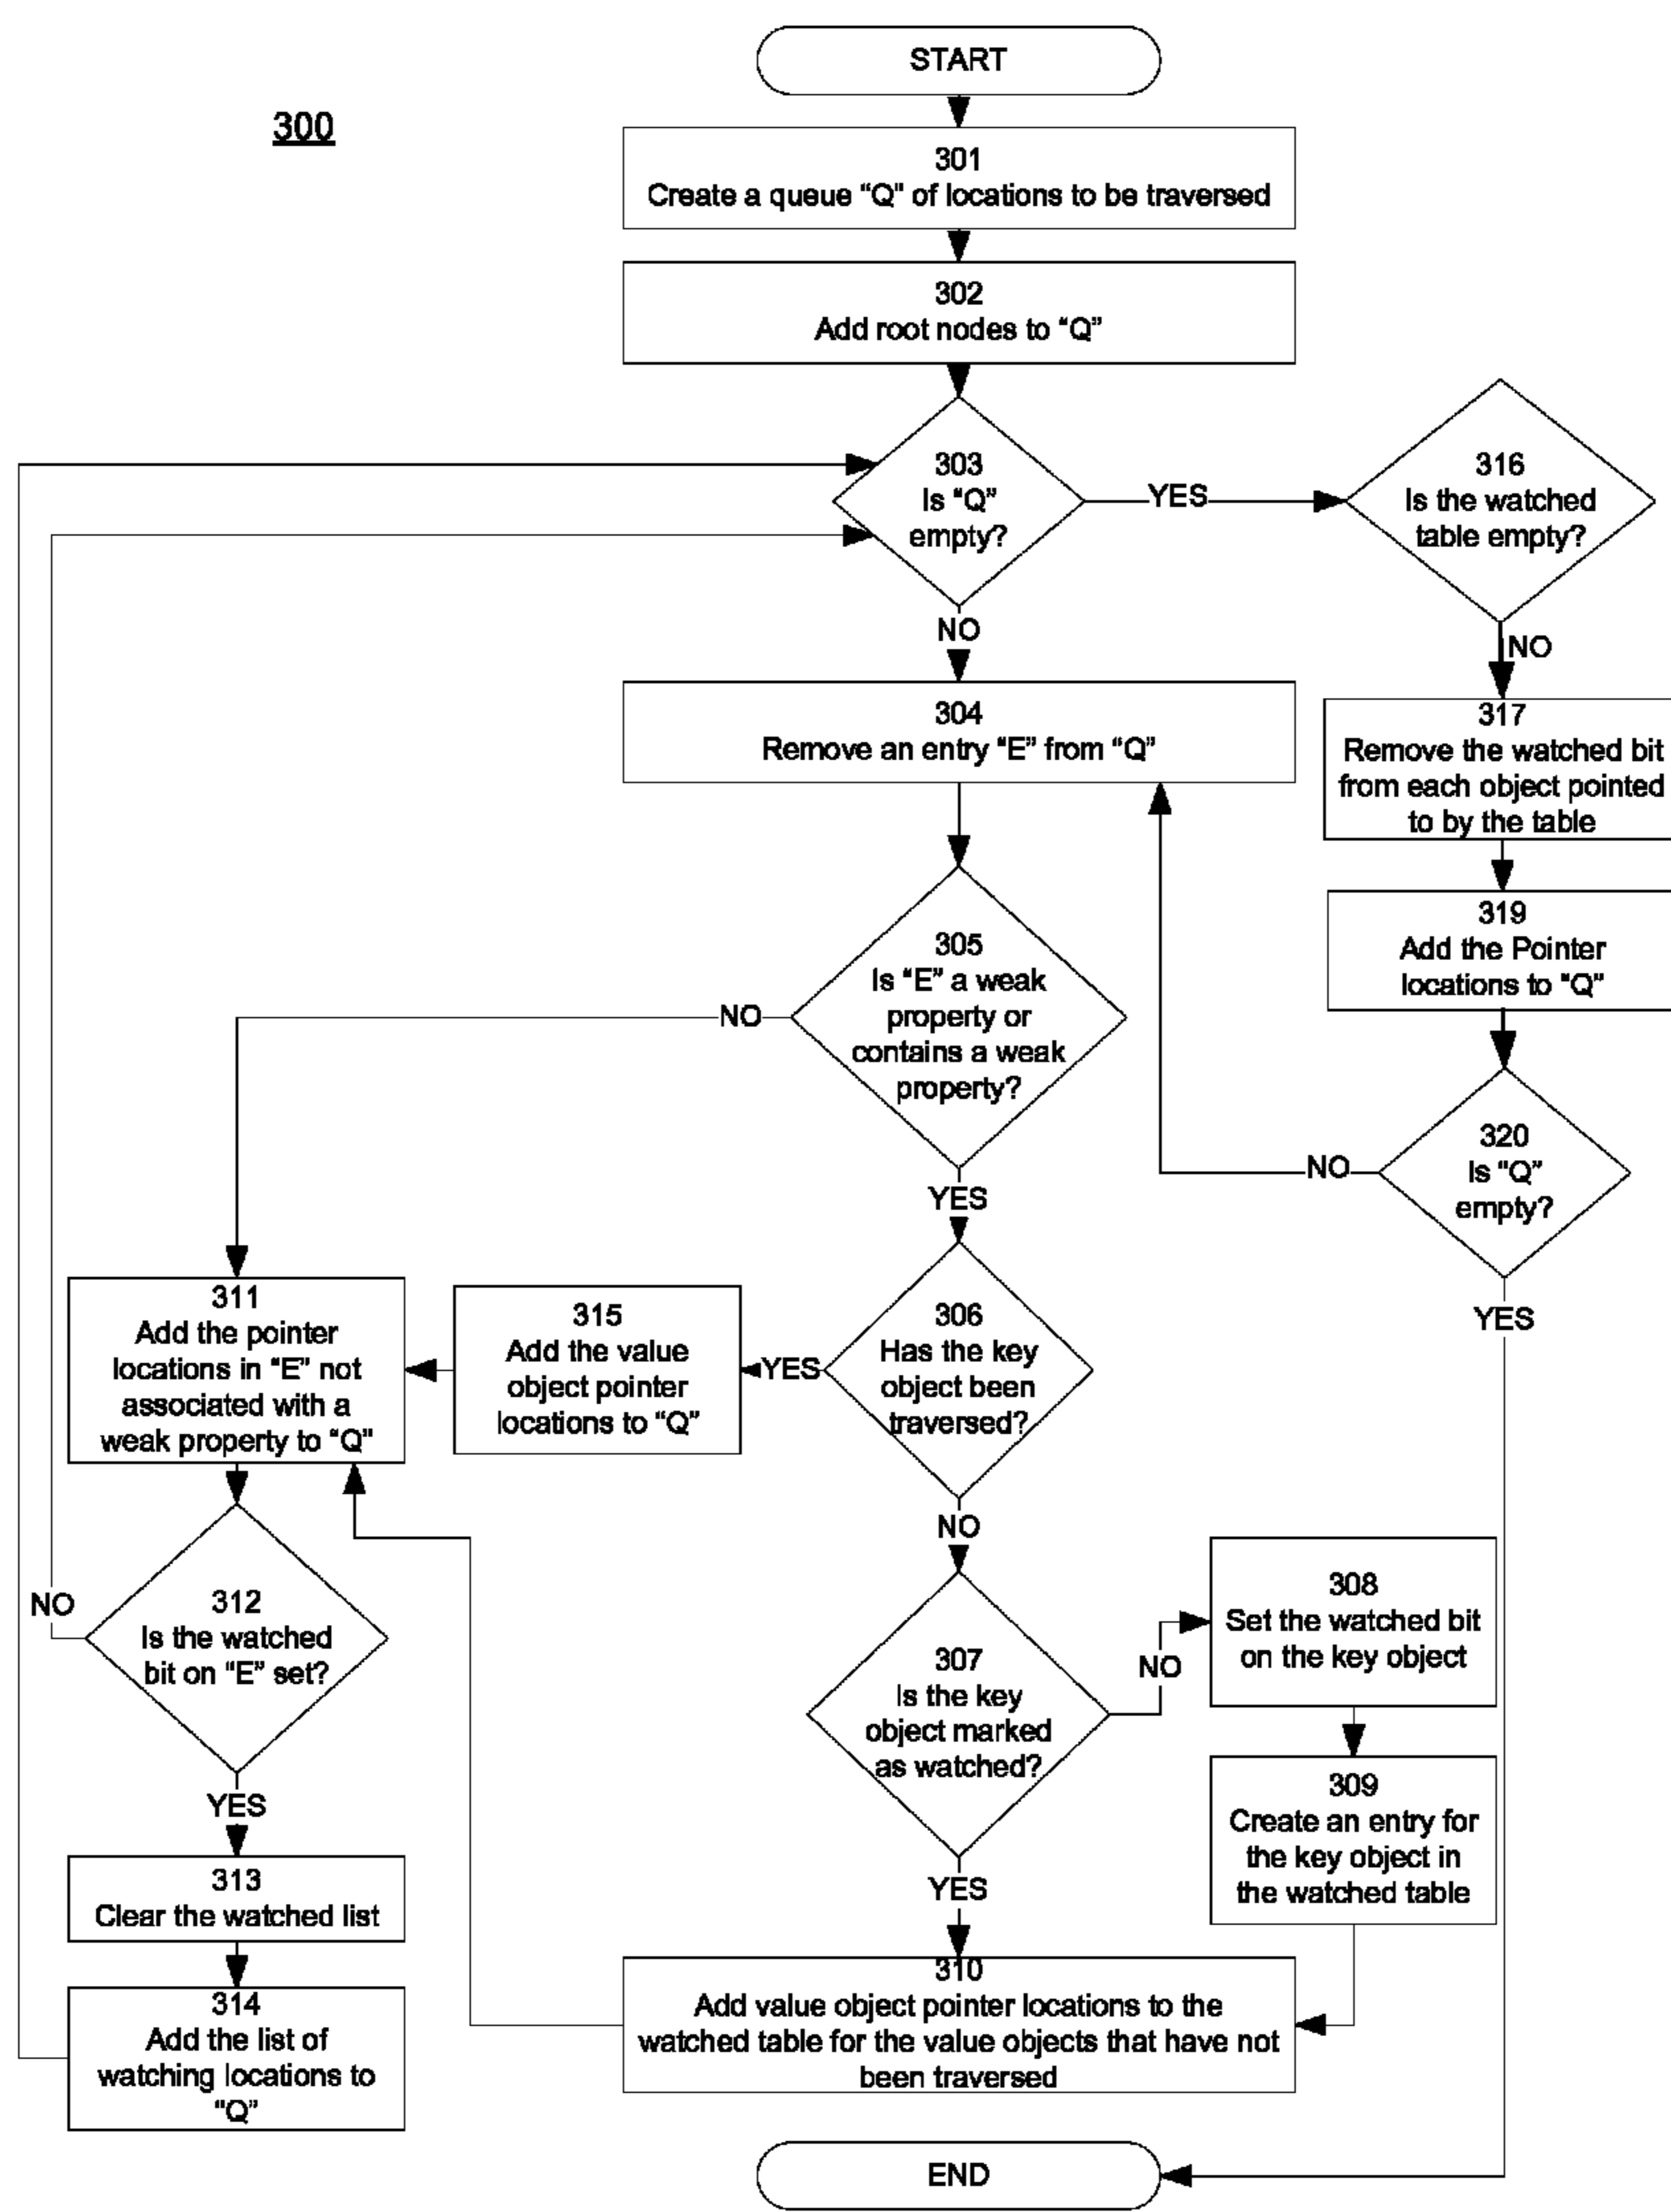 START
300
301
Create a queue “Q” of locations to be traversed
302
Add root nodes to “Q”
303
Is “Q”
empty?
YES
316
Is the watched
table empty?
NO
NO
304
Remove an entry “E” from “Q”
317
Remove the watched bit
from each object pointed
to by the table
319
Add the Pointer
locations to “Q”
305
Is “E” a weak
property or
contains a weak
property?
NO
YES
320
Is “Q”
empty?
NO
YES
311
Add the pointer
locations in “E” not
associated with a
weak property to “Q”
315
Add the value
object pointer
locations to “Q”
YES
306
Has the key
object been
traversed?
NO
312
Is the watched
bit on “E” set?
NO
YES
307
Is the key
object marked
as watched?
NO
YES
308
Set the watched bit
on the key object
309
Create an entry for
the key object in
the watched table
313
Clear the watched list
314
Add the list of
watching locations to
“Q”
310
Add value object pointer locations to the
watched table for the value objects that have not
been traversed
END